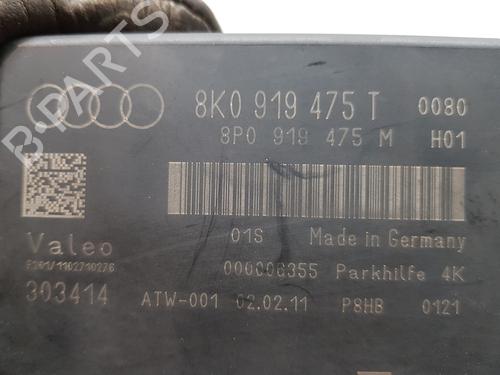 8K0 919 475 T 0080
8P0 919 475 M H01
Valeo
01S Made in Germany
000006355 Parkhilfe 4K
303414 ATW-001 02.02.11 P8HB 0121
B-PARTS